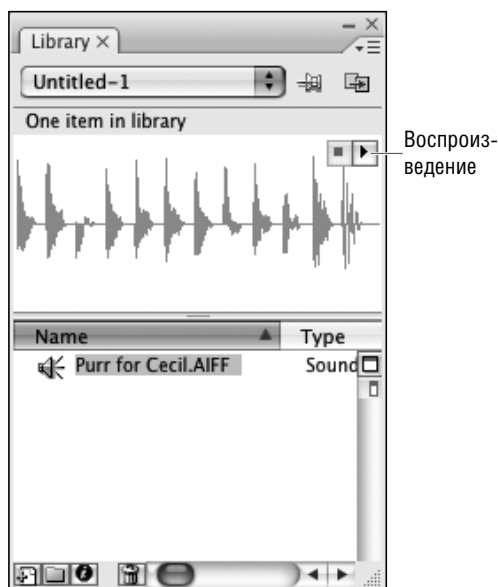 Library ×
Untitled-1
One item in library
Воспроиз-
ведение
Name Type
Purr for Cecil.AIFF Sound